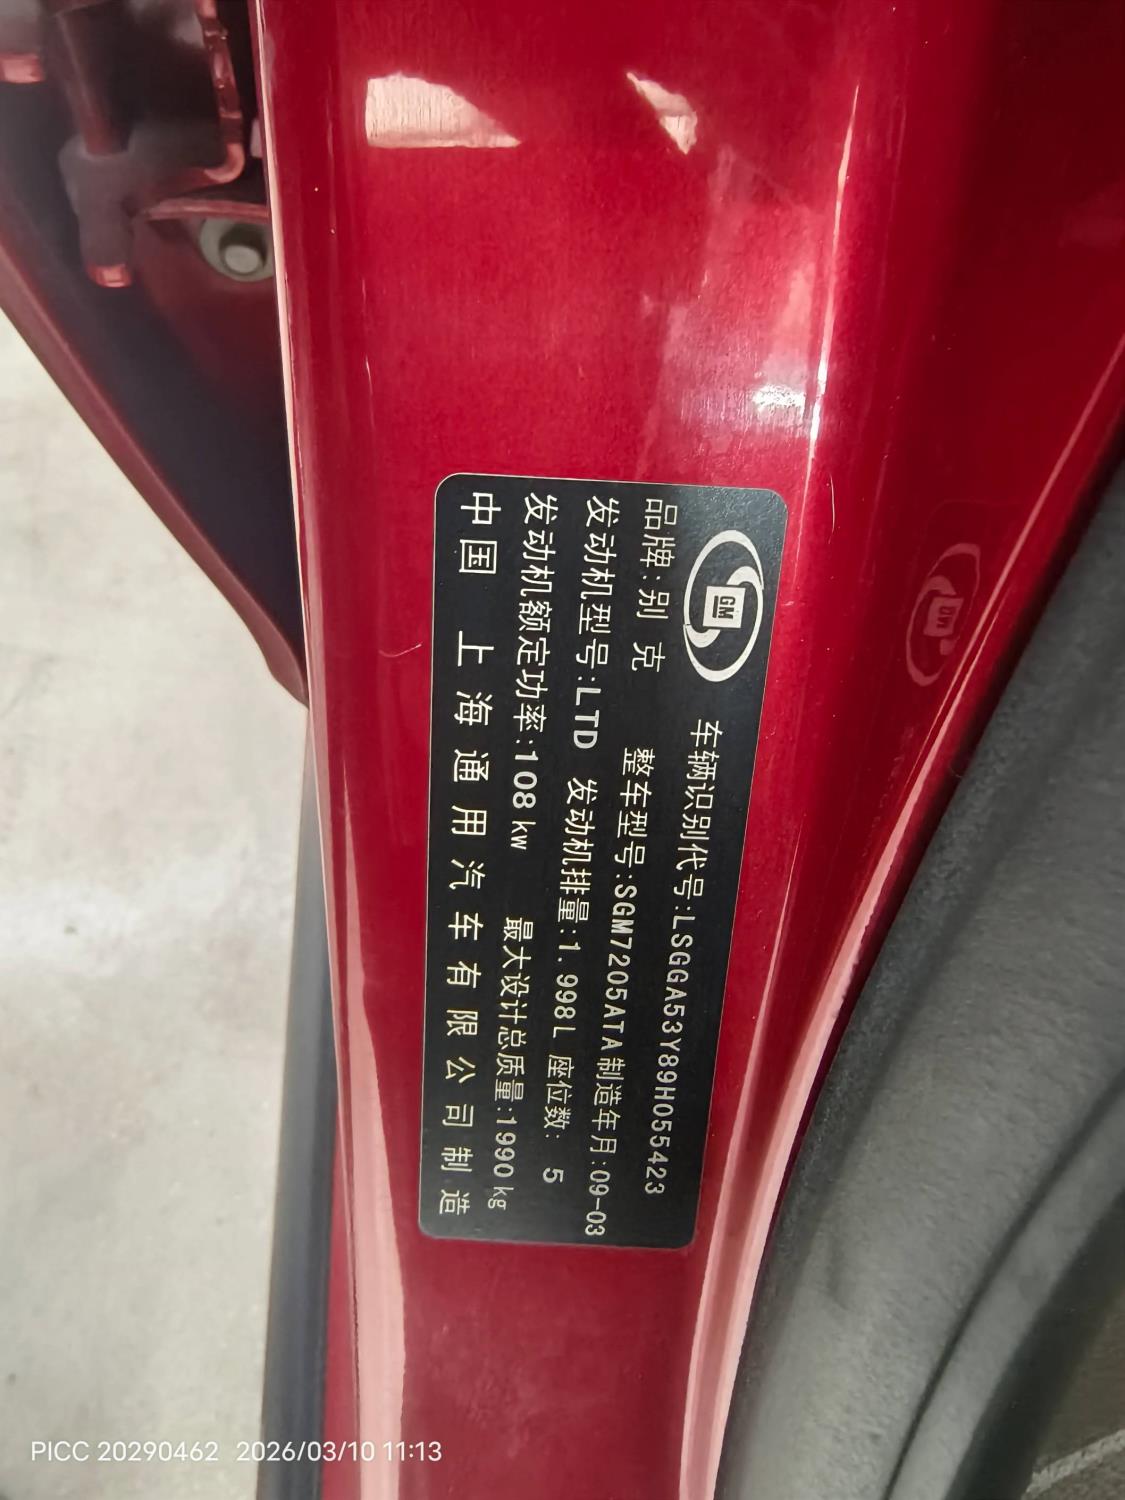 GM
车辆识别代号:LSGGA53Y89H055423
品牌:别 克 整车型号:SGM7205ATA 制造年月:09-03
发动机型号:LTD 发动机排量:1.998L 座位数: 5
发动机额定功率:108 kw 最大设计总质量:1990 kg
中国 上海通用汽车有限公司制造
PICC 20290462 2026/03/10 11:13